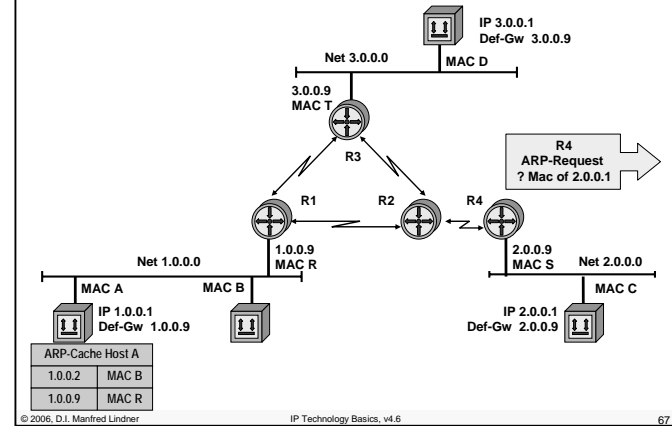 IP 3.0.0.1
Def-Gw 3.0.0.9
Net 3.0.0.0
MAC D
3.0.0.9
MAC T
R3
R4
ARP-Request
? Mac of 2.0.0.1
R1
R2
R4
1.0.0.9
MAC R
2.0.0.9
MAC S
Net 1.0.0.0
Net 2.0.0.0
MAC A
MAC B
MAC C
IP 1.0.0.1
Def-Gw 1.0.0.9
IP 2.0.0.1
Def-Gw 2.0.0.9
ARP-Cache Host A
1.0.0.2 MAC B
1.0.0.9 MAC R
© 2006, D.I. Manfred Lindner IP Technology Basics, v4.6 67